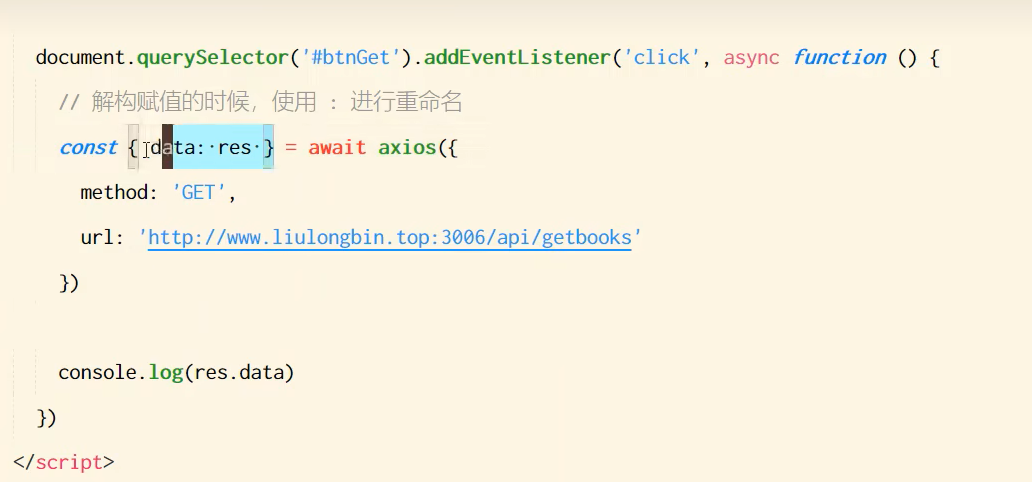 document.querySelector('#btnGet').addEventListener('click', async function () {
// 解构赋值的时候，使用 : 进行重命名
const { data: res } = await axios({
method: 'GET',
url: 'http://www.liulongbin.top:3006/api/getbooks'
})
console.log(res.data)
})
</script>